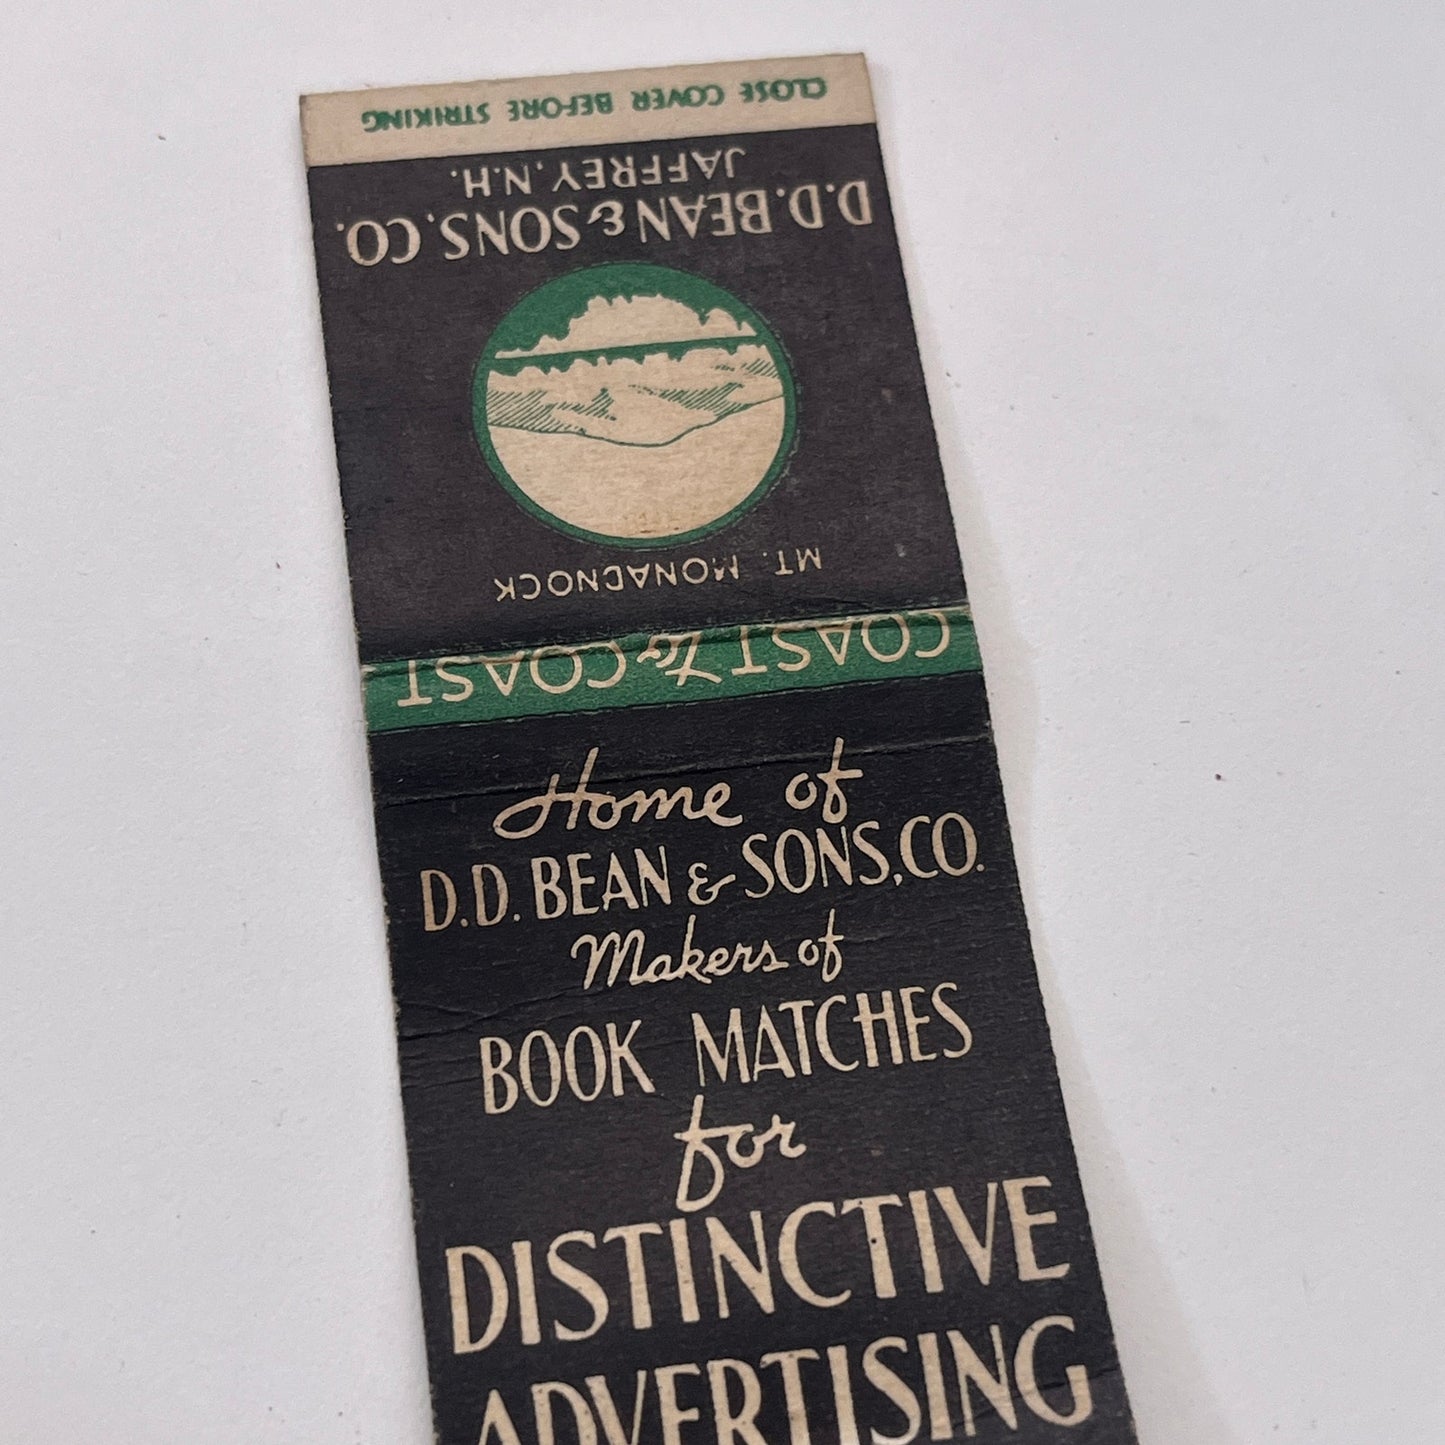 CLOSE COVER BEFORE STRIKING
D.D. BEAN & SONS, CO.
JAFFREY, N.H.
MT. MONADNOCK
COAST to COAST
Home of
D.D. BEAN & SONS, CO.
Makers of
BOOK MATCHES
for
DISTINCTIVE
ADVERTISING